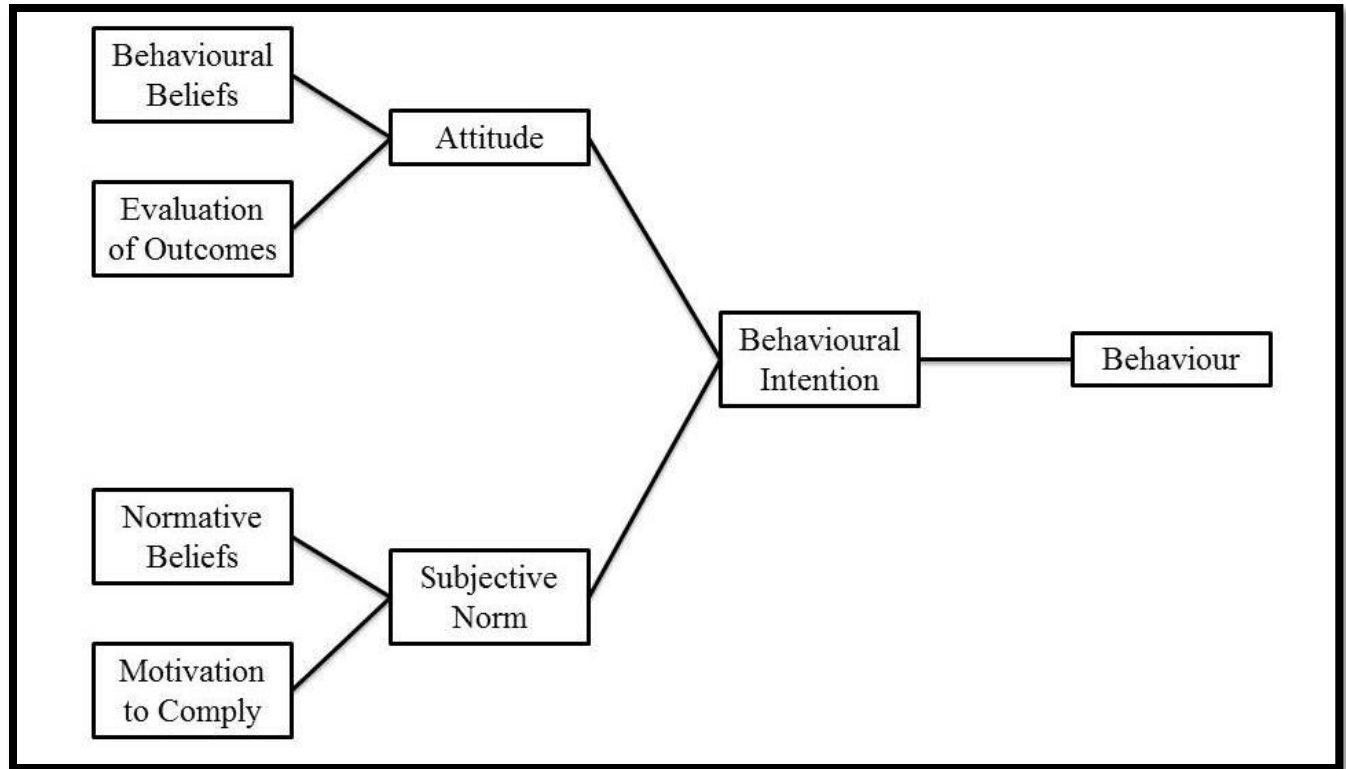 Behavioural
Beliefs
Evaluation
of Outcomes
Attitude
Normative
Beliefs
Motivation
to Comply
Subjective
Norm
Behavioural
Intention
Behaviour